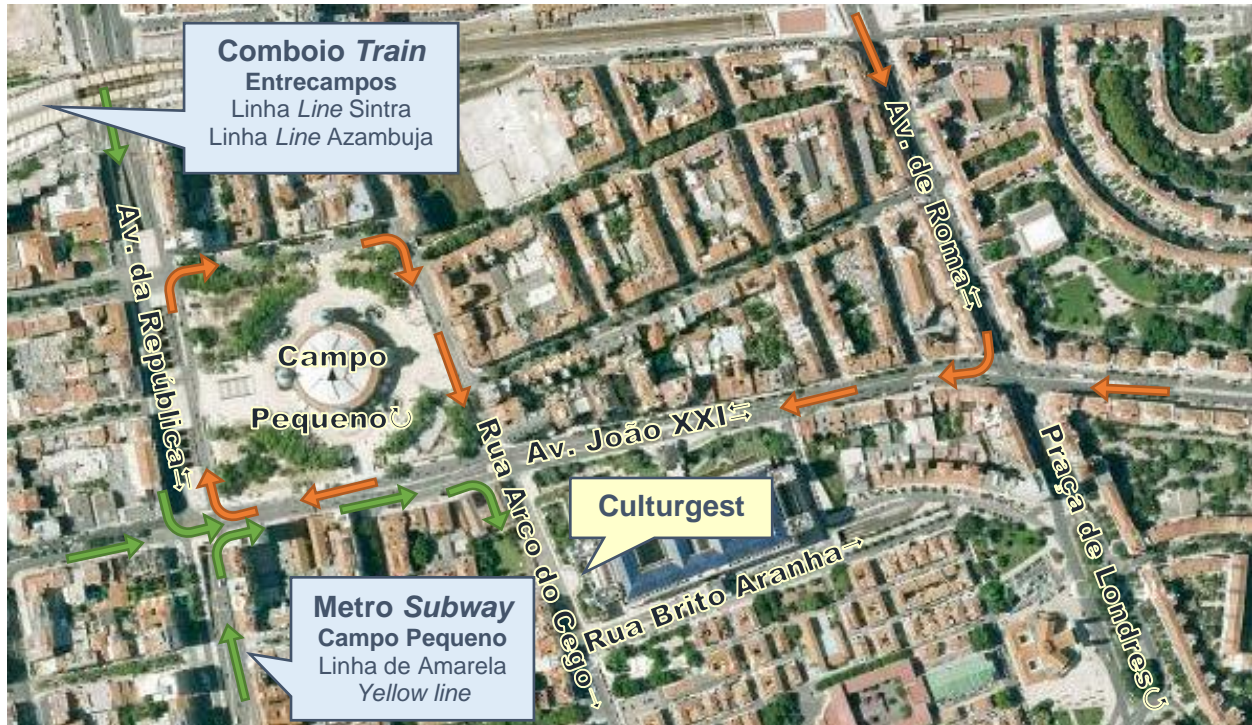 Comboio Train
Entrecampos
Linha Line Sintra
Linha Line Azambuja
Av. de Roma⇆
Av. da República⇆
Campo
Pequeno↻
Av. João XXI⇆
Rua Arco do Cego→
Culturgest
Praça de Londres↻
Rua Brito Aranha→
Metro Subway
Campo Pequeno
Linha de Amarela
Yellow line